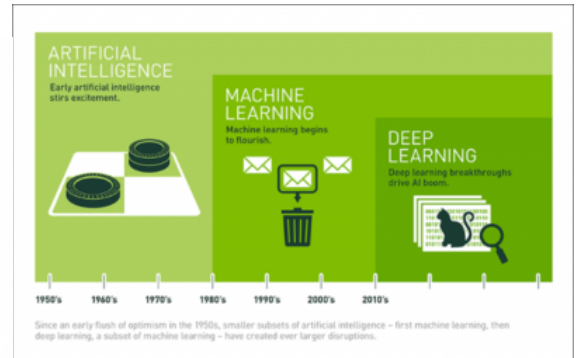 ARTIFICIAL
INTELLIGENCE
Early artificial intelligence
stirs excitement.
MACHINE
LEARNING
Machine learning begins
to flourish.
DEEP
LEARNING
Deep learning breakthroughs
drive AI boom.
1950's 1960's 1970's 1980's 1990's 2000's 2010's
Since an early flush of optimism in the 1950s, smaller subsets of artificial intelligence – first machine learning, then
deep learning, a subset of machine learning – have created ever larger disruptions.